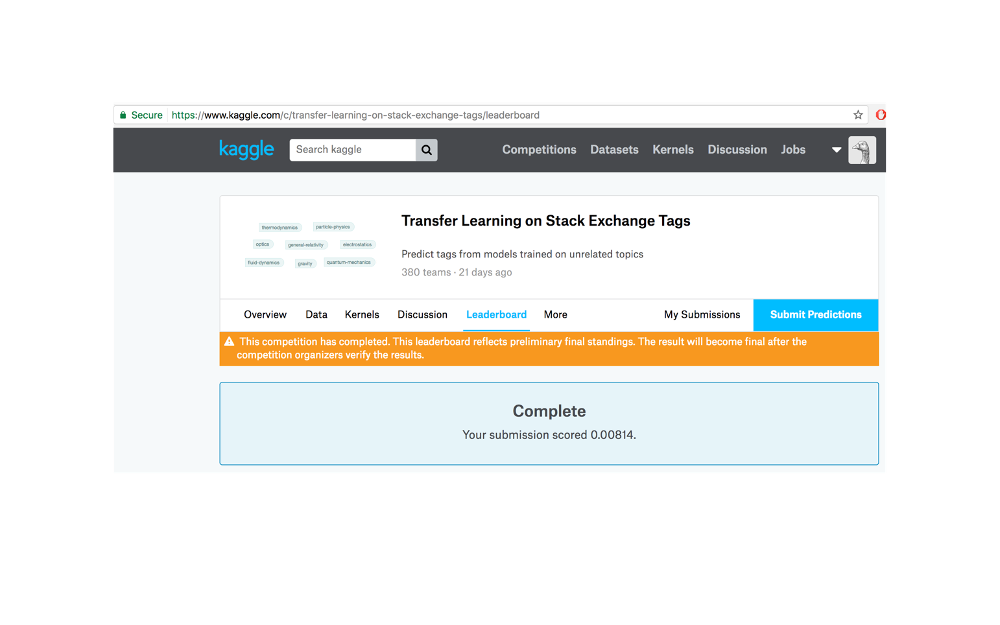 Secure https://www.kaggle.com/c/transfer-learning-on-stack-exchange-tags/leaderboard
kaggle Search kaggle Competitions Datasets Kernels Discussion Jobs
Transfer Learning on Stack Exchange Tags
thermodynamics particle-physics
optics general-relativity electrostatics
fluid-dynamics gravity quantum-mechanics
Predict tags from models trained on unrelated topics
380 teams · 21 days ago
Overview Data Kernels Discussion Leaderboard More My Submissions Submit Predictions
This competition has completed. This leaderboard reflects preliminary final standings. The result will become final after the
competition organizers verify the results.
Complete
Your submission scored 0.00814.